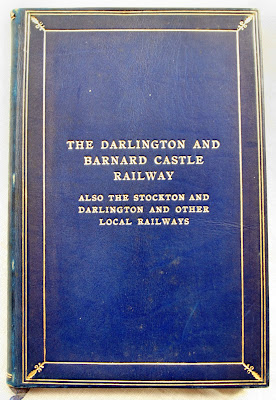 THE DARLINGTON AND
BARNARD CASTLE
RAILWAY
ALSO THE STOCKTON AND
DARLINGTON AND OTHER
LOCAL RAILWAYS